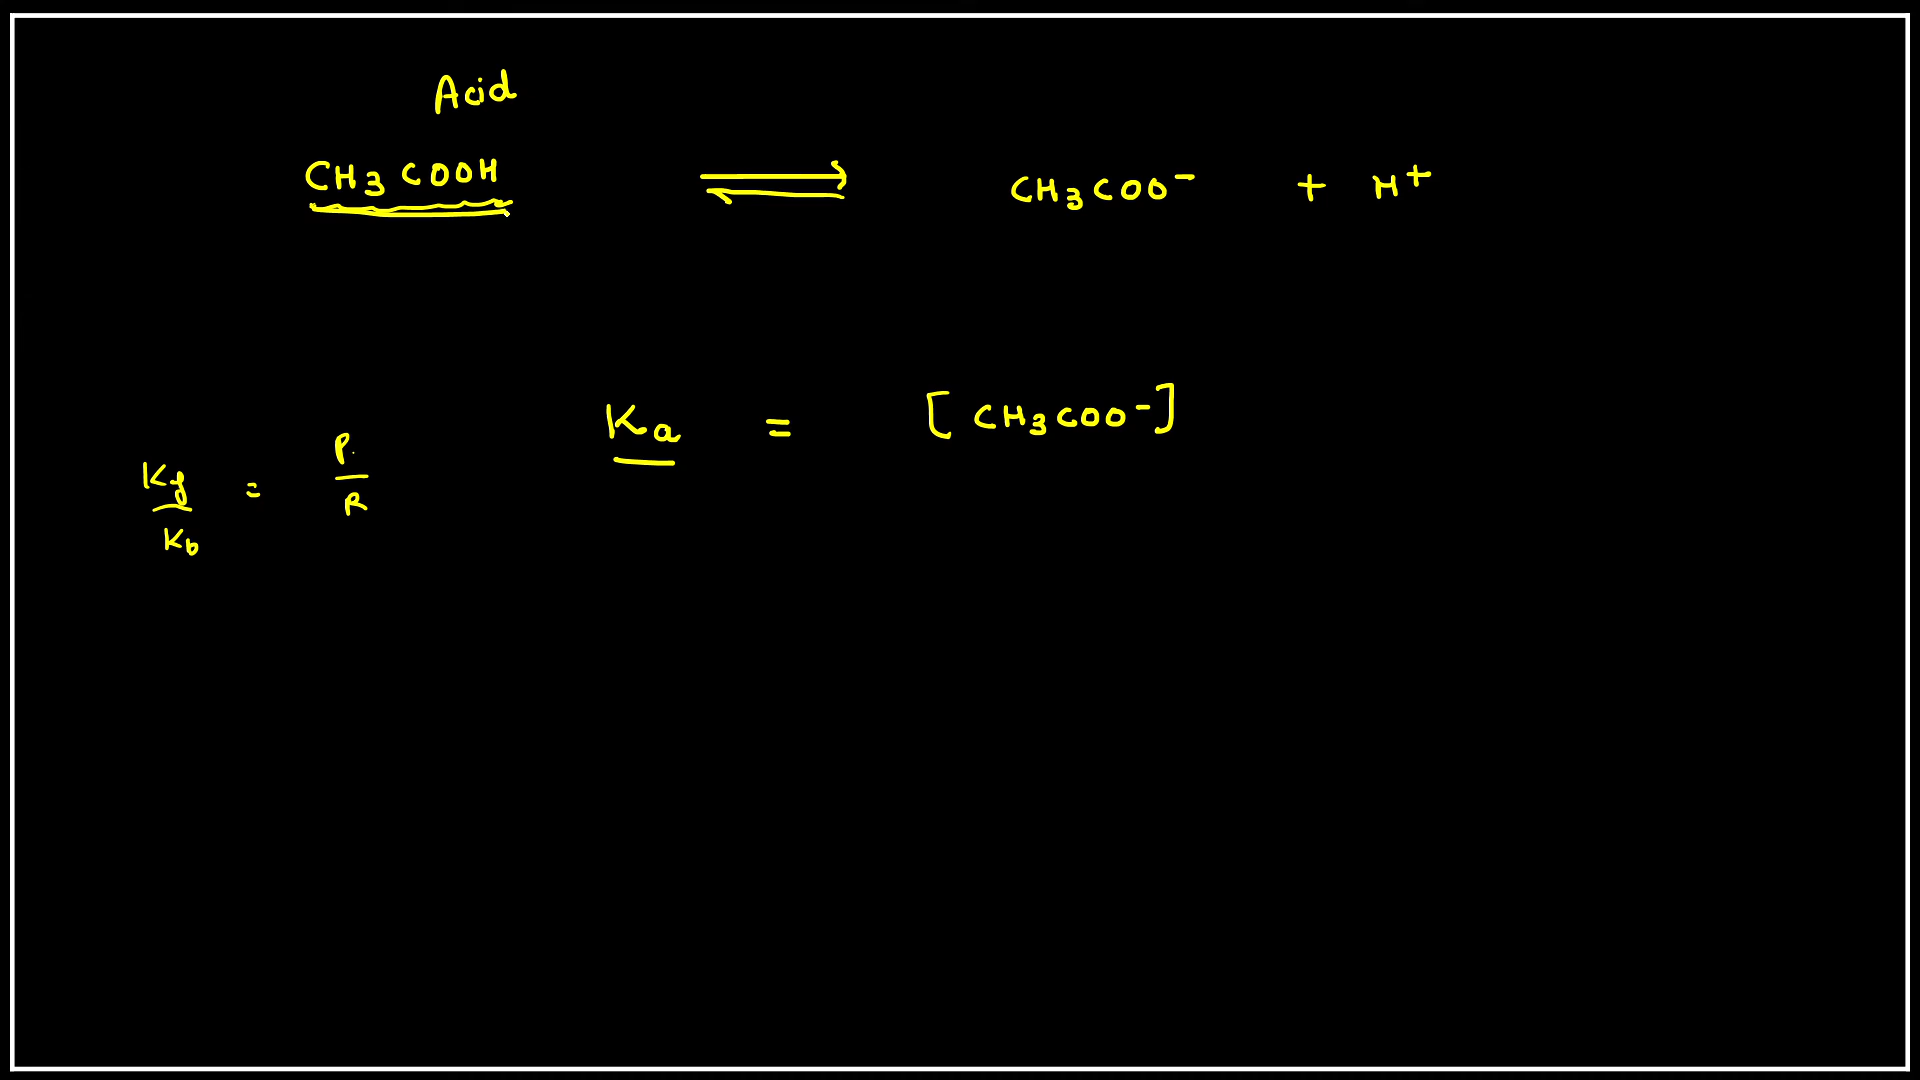 Acid
CH3COOH ⇌ CH3COO⁻ + H⁺
Ka = [CH3COO⁻]
Kf/Kb = P/R